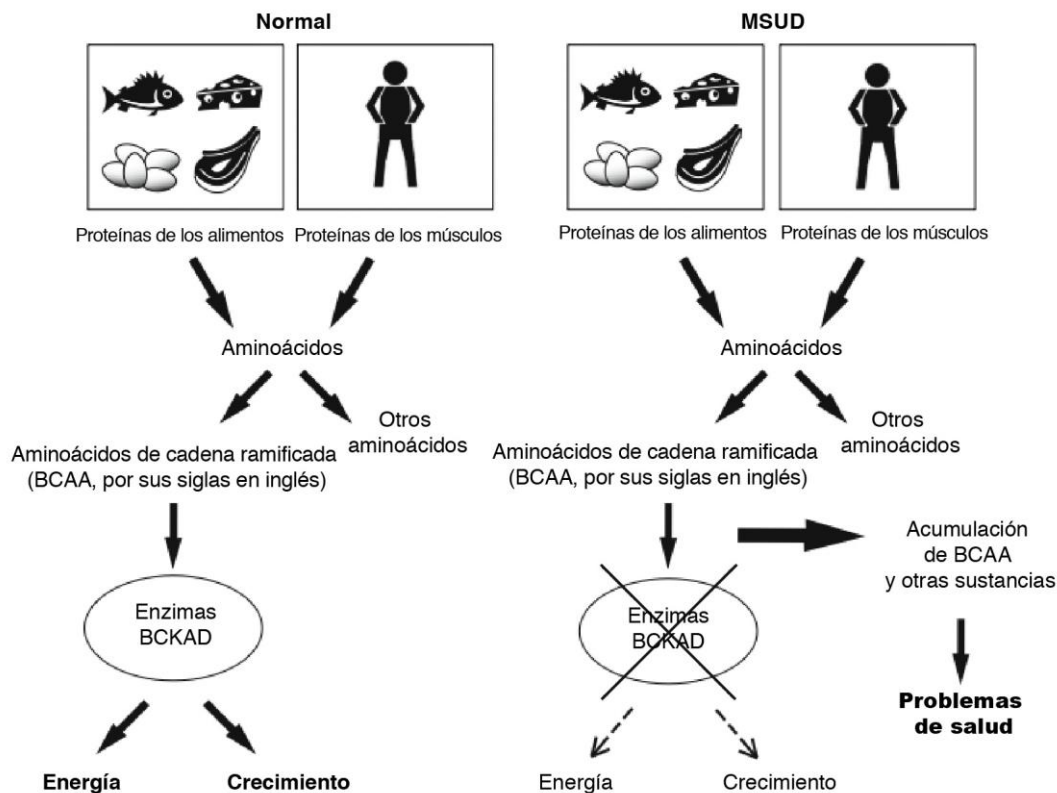 Normal
Proteínas de los alimentos
Proteínas de los músculos
Aminoácidos
Otros
aminoácidos
Aminoácidos de cadena ramificada
(BCAA, por sus siglas en inglés)
Enzimas
BCKAD
Energía
Crecimiento
MSUD
Proteínas de los alimentos
Proteínas de los músculos
Aminoácidos
Otros
aminoácidos
Aminoácidos de cadena ramificada
(BCAA, por sus siglas en inglés)
Acumulación
de BCAA
y otras sustancias
Enzimas
BCKAD
Problemas
de salud
Energía
Crecimiento